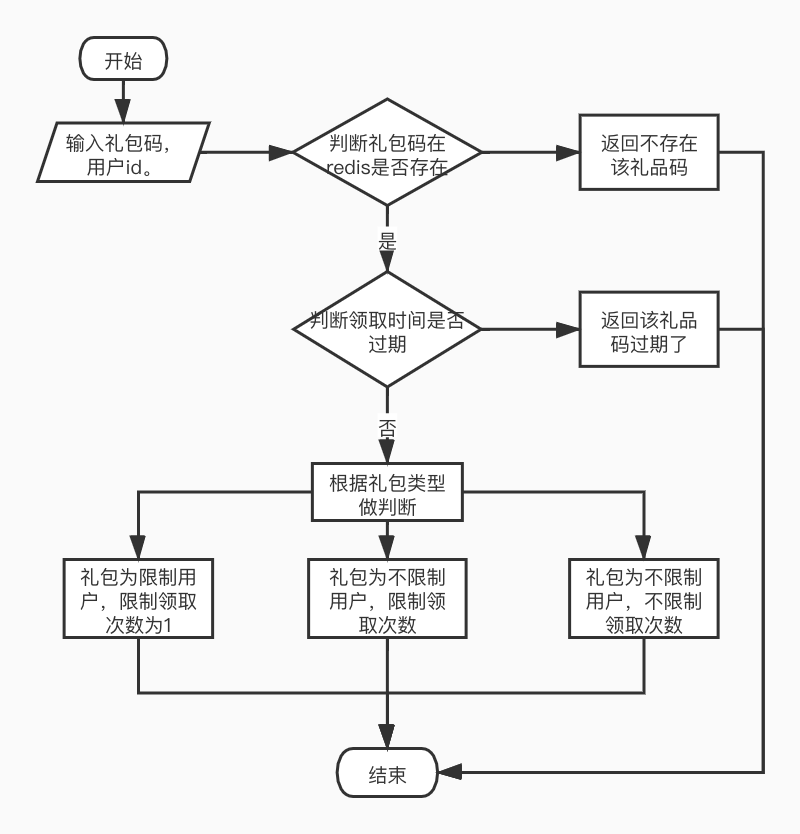 开始
输入礼包码，
用户id。
判断礼包码在
redis是否存在
返回不存在
该礼品码
是
判断领取时间是否
过期
返回该礼品
码过期了
否
根据礼包类型
做判断
礼包为限制用
户，限制领取
次数为1
礼包为不限制
用户，限制领
取次数
礼包为不限制
用户，不限制
领取次数
结束